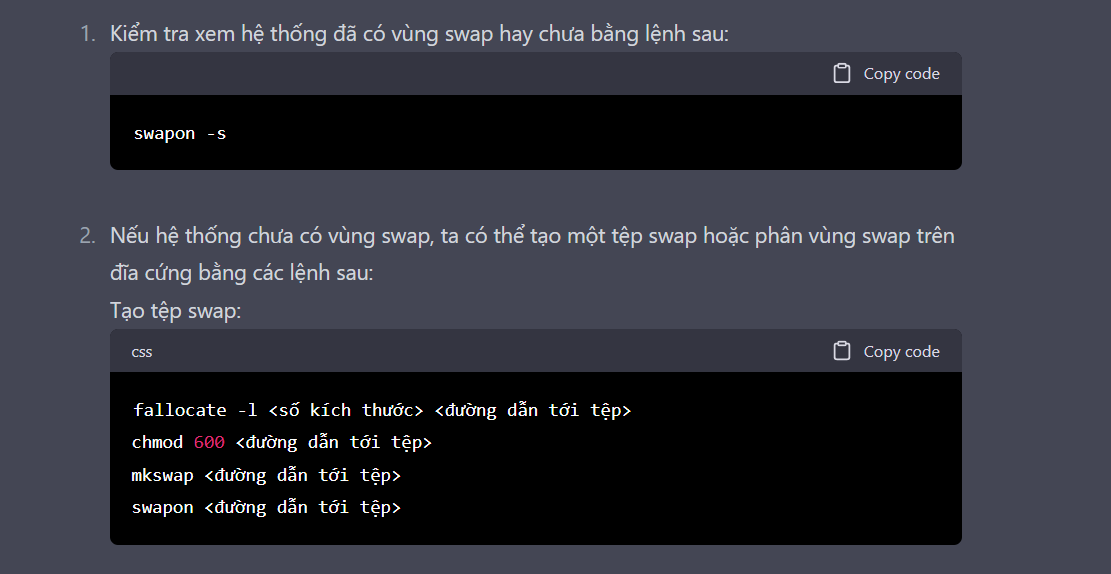 1. Kiểm tra xem hệ thống đã có vùng swap hay chưa bằng lệnh sau:
Copy code
swapon -s
2. Nếu hệ thống chưa có vùng swap, ta có thể tạo một tệp swap hoặc phân vùng swap trên
đĩa cứng bằng các lệnh sau:
Tạo tệp swap:
css Copy code
fallocate -l <số kích thước> <đường dẫn tới tệp>
chmod 600 <đường dẫn tới tệp>
mkswap <đường dẫn tới tệp>
swapon <đường dẫn tới tệp>